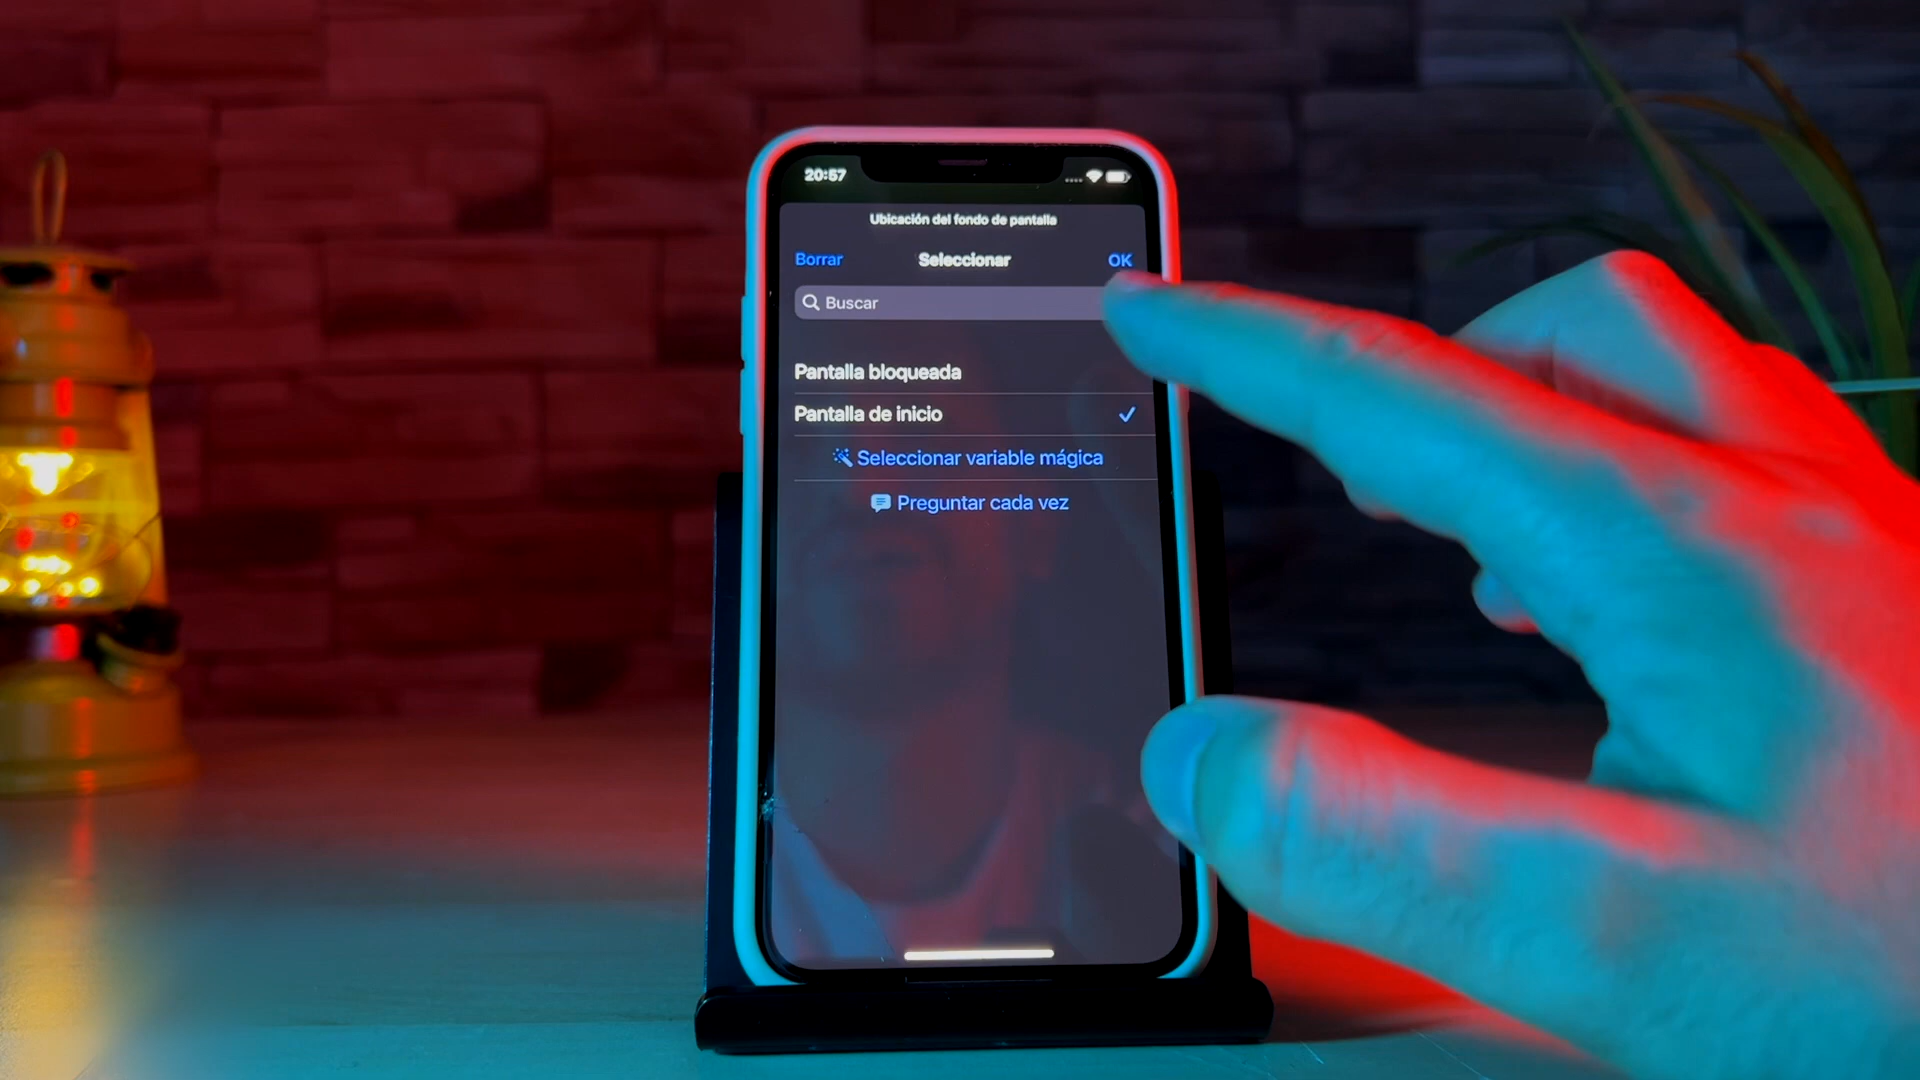 20:57
Ubicación del fondo de pantalla
Borrar Seleccionar OK
Buscar
Pantalla bloqueada
Pantalla de inicio
Seleccionar variable mágica
Preguntar cada vez